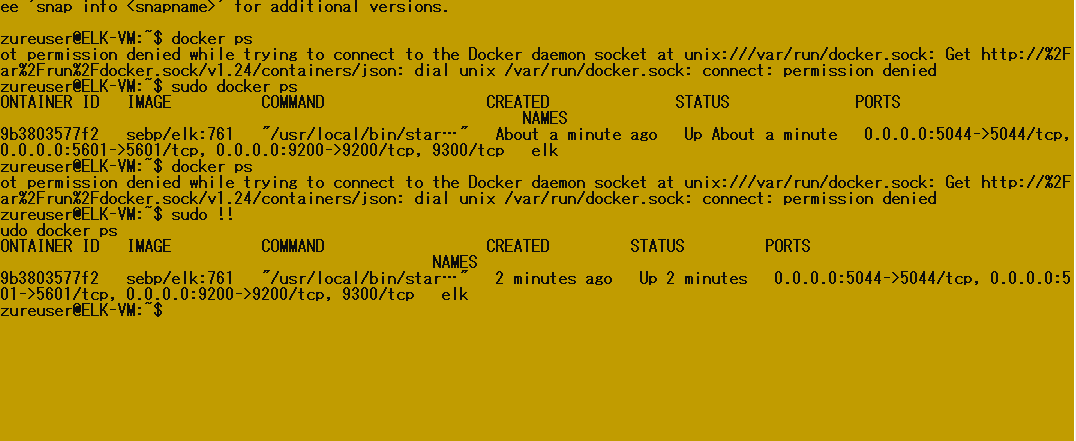 ee 'snap info <snapname>' for additional versions.
zureuser@ELK-VM:~$ docker ps
ot permission denied while trying to connect to the Docker daemon socket at unix:///var/run/docker.sock: Get http://%2F
ar%2Frun%2Fdocker.sock/v1.24/containers/json: dial unix /var/run/docker.sock: connect: permission denied
zureuser@ELK-VM:~$ sudo docker ps
ONTAINER ID   IMAGE          COMMAND                  CREATED              STATUS              PORTS
NAMES
9b3803577f2   sebp/elk:761   "/usr/local/bin/star…"   About a minute ago   Up About a minute   0.0.0.0:5044->5044/tcp,
0.0.0.0:5601->5601/tcp, 0.0.0.0:9200->9200/tcp, 9300/tcp   elk
zureuser@ELK-VM:~$ docker ps
ot permission denied while trying to connect to the Docker daemon socket at unix:///var/run/docker.sock: Get http://%2F
ar%2Frun%2Fdocker.sock/v1.24/containers/json: dial unix /var/run/docker.sock: connect: permission denied
zureuser@ELK-VM:~$ sudo !!
udo docker ps
ONTAINER ID   IMAGE          COMMAND                  CREATED         STATUS         PORTS
NAMES
9b3803577f2   sebp/elk:761   "/usr/local/bin/star…"   2 minutes ago   Up 2 minutes   0.0.0.0:5044->5044/tcp, 0.0.0.0:5
01->5601/tcp, 0.0.0.0:9200->9200/tcp, 9300/tcp   elk
zureuser@ELK-VM:~$